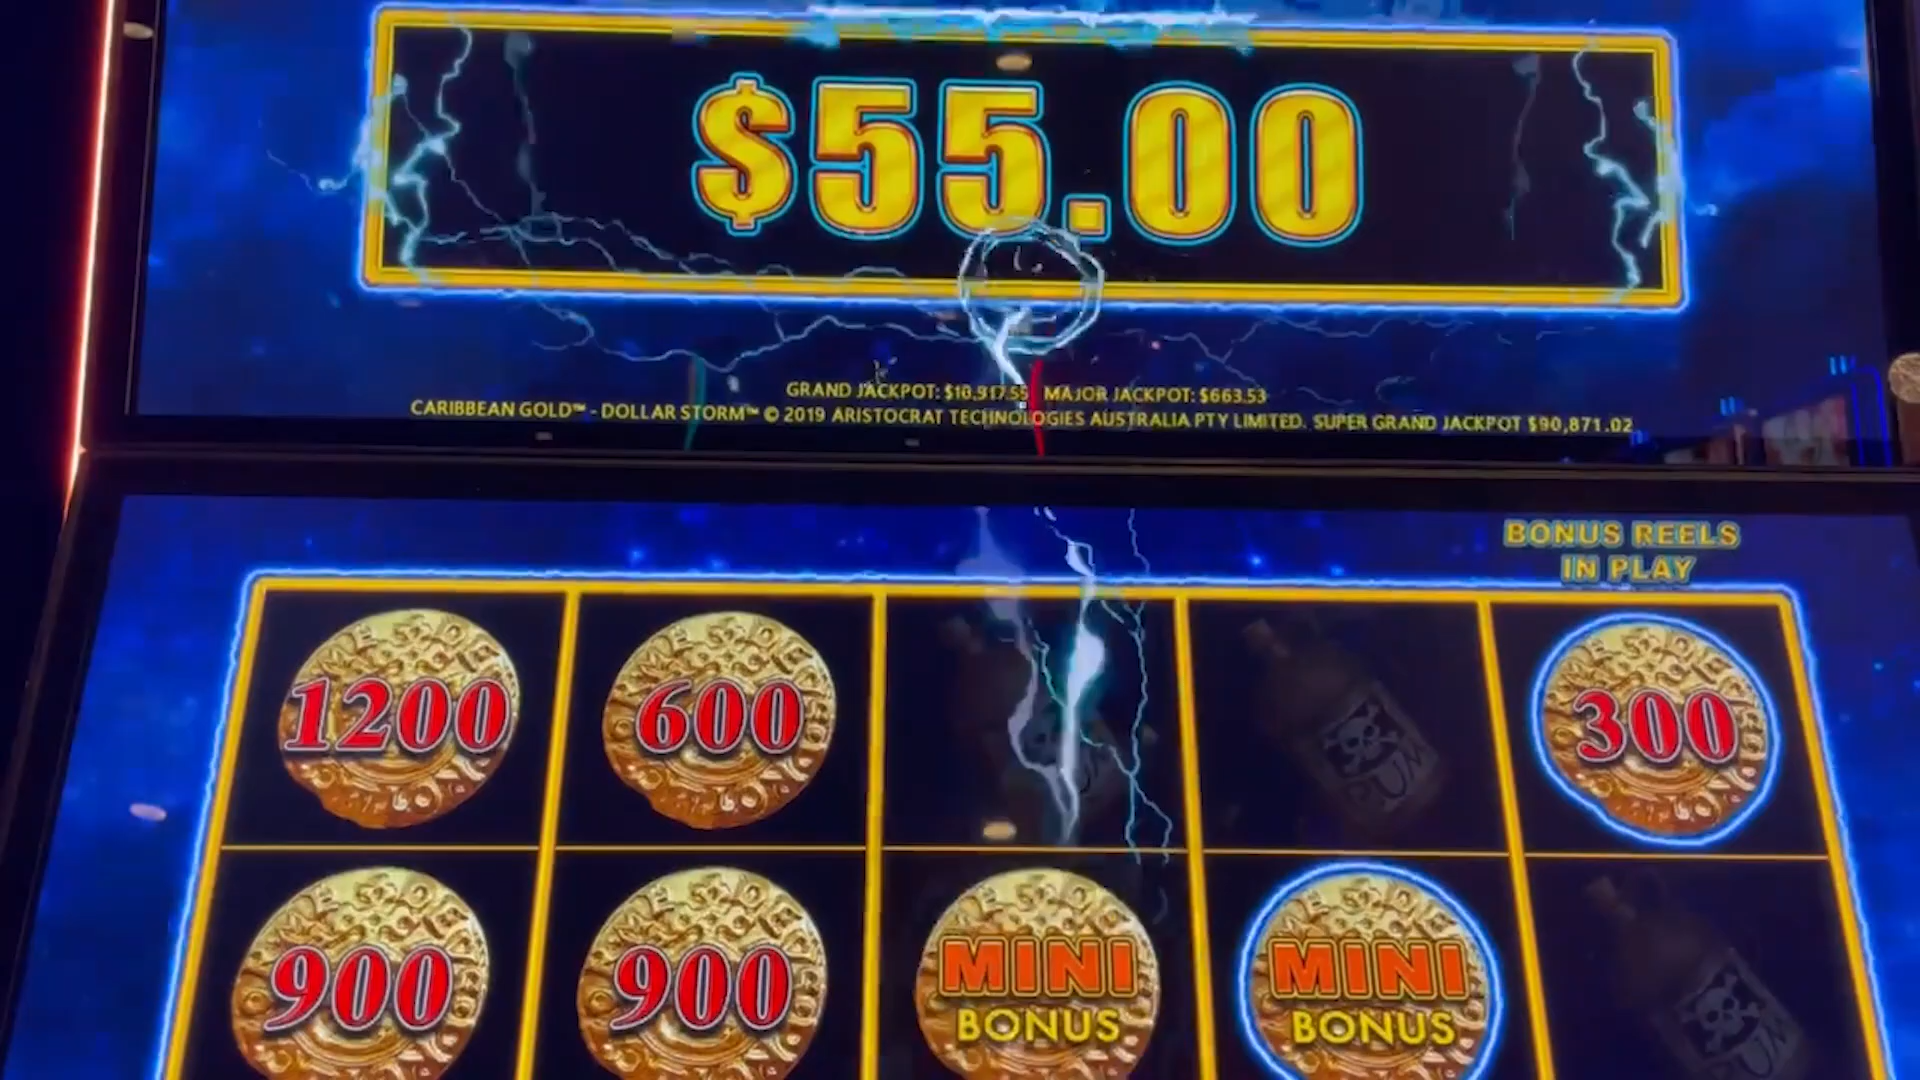 $55.00
GRAND JACKPOT: $10,917.55 MAJOR JACKPOT: $663.53
CARIBBEAN GOLD™ - DOLLAR STORM™ © 2019 ARISTOCRAT TECHNOLOGIES AUSTRALIA PTY LIMITED. SUPER GRAND JACKPOT $90,871.02
BONUS REELS
IN PLAY
1200
600
RUM
300
900
900
MINI
BONUS
MINI
BONUS
RUM